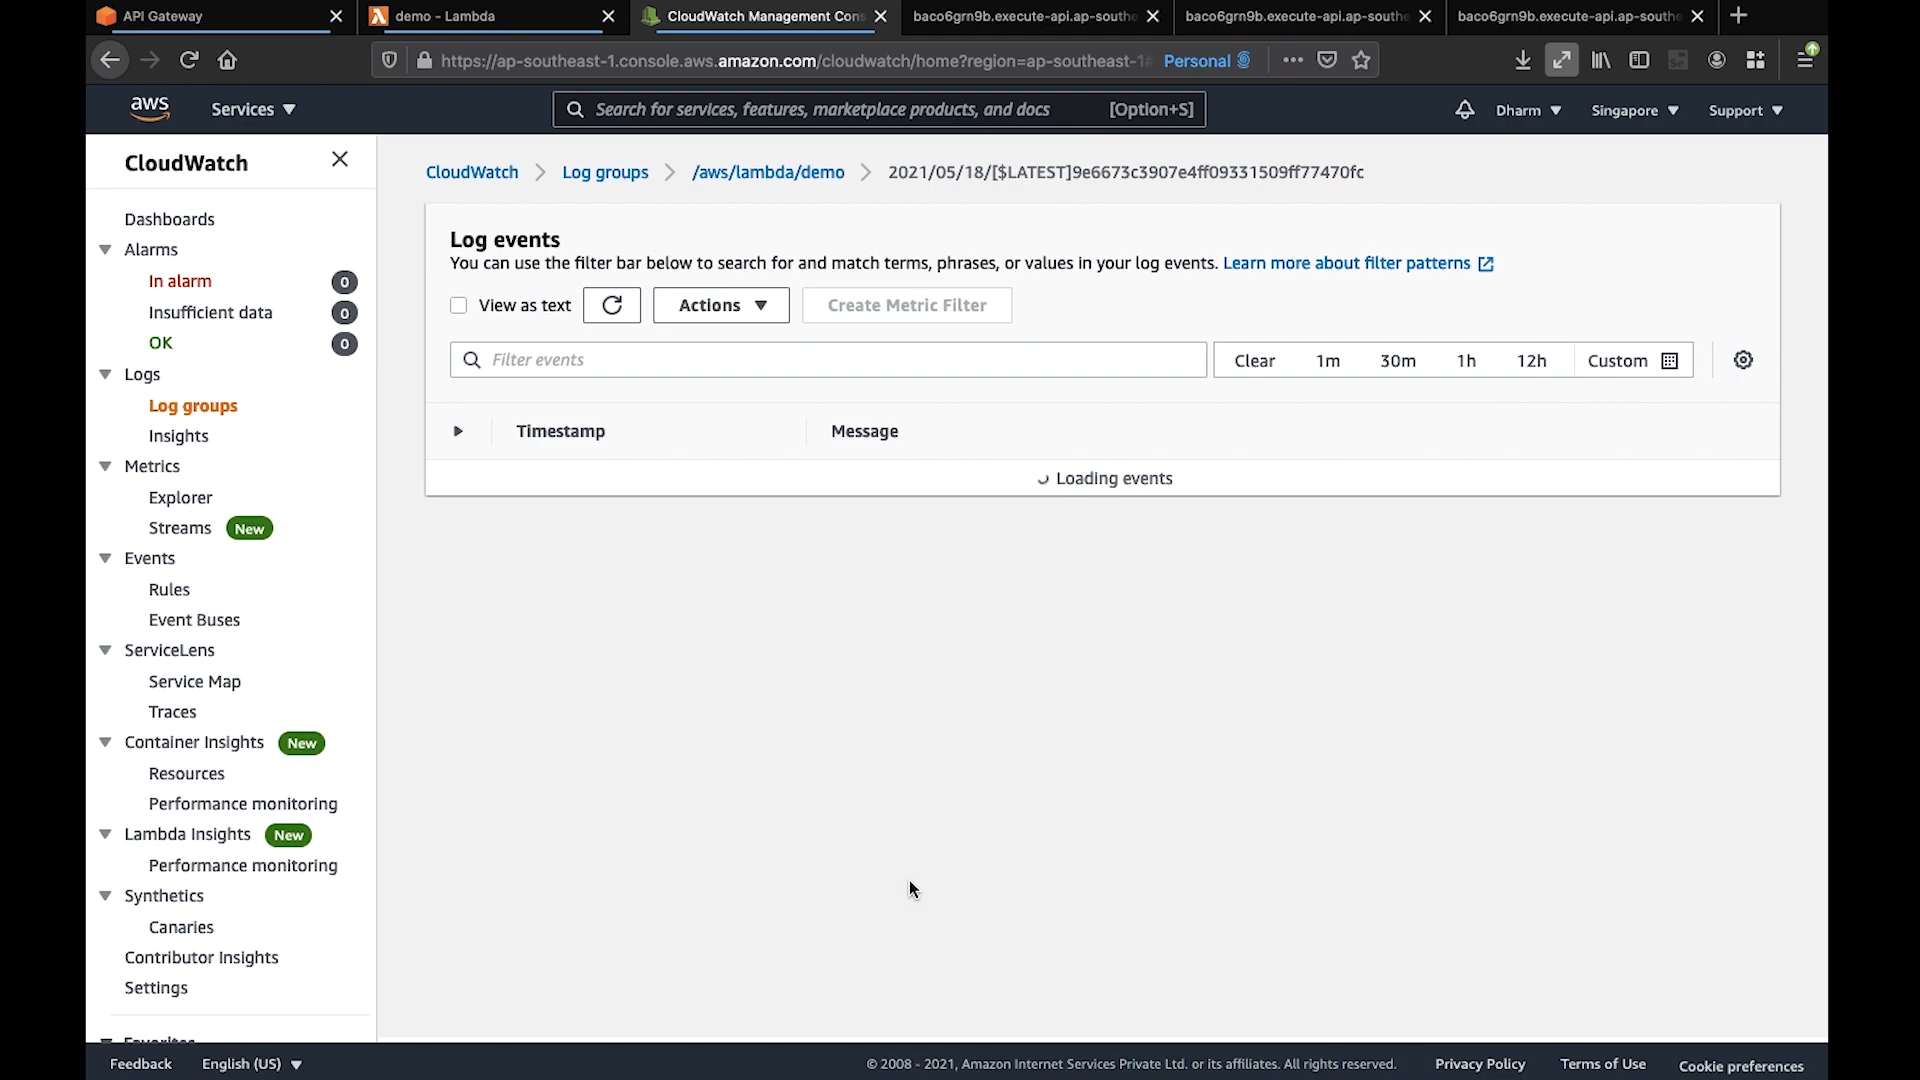 API Gateway
demo - Lambda
CloudWatch Management Cons
baco6grn9b.execute-api.ap-southe
baco6grn9b.execute-api.ap-southe
baco6grn9b.execute-api.ap-southe
https://ap-southeast-1.console.aws.amazon.com/cloudwatch/home?region=ap-southeast-1#
Personal
aws
Services
Search for services, features, marketplace products, and docs
[Option+S]
Dharm
Singapore
Support
CloudWatch
Dashboards
Alarms
In alarm 0
Insufficient data 0
OK 0
Logs
Log groups
Insights
Metrics
Explorer
Streams New
Events
Rules
Event Buses
ServiceLens
Service Map
Traces
Container Insights New
Resources
Performance monitoring
Lambda Insights New
Performance monitoring
Synthetics
Canaries
Contributor Insights
Settings
Favorites
CloudWatch
Log groups
/aws/lambda/demo
2021/05/18/[$LATEST]9e6673c3907e4ff09331509ff77470fc
Log events
You can use the filter bar below to search for and match terms, phrases, or values in your log events. Learn more about filter patterns
View as text
Actions
Create Metric Filter
Filter events
Clear
1m
30m
1h
12h
Custom
Timestamp
Message
Loading events
Feedback
English (US)
© 2008 - 2021, Amazon Internet Services Private Ltd. or its affiliates. All rights reserved.
Privacy Policy
Terms of Use
Cookie preferences